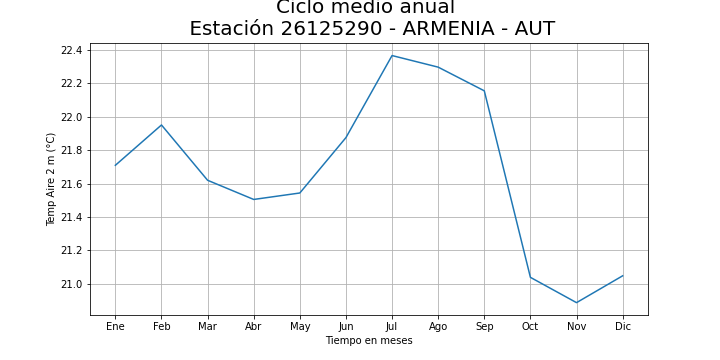 Ciclo medio anual
Estación 26125290 - ARMENIA - AUT
Temp Aire 2 m (°C)
22.4
22.2
22.0
21.8
21.6
21.4
21.2
21.0
Ene Feb Mar Abr May Jun Jul Ago Sep Oct Nov Dic
Tiempo en meses